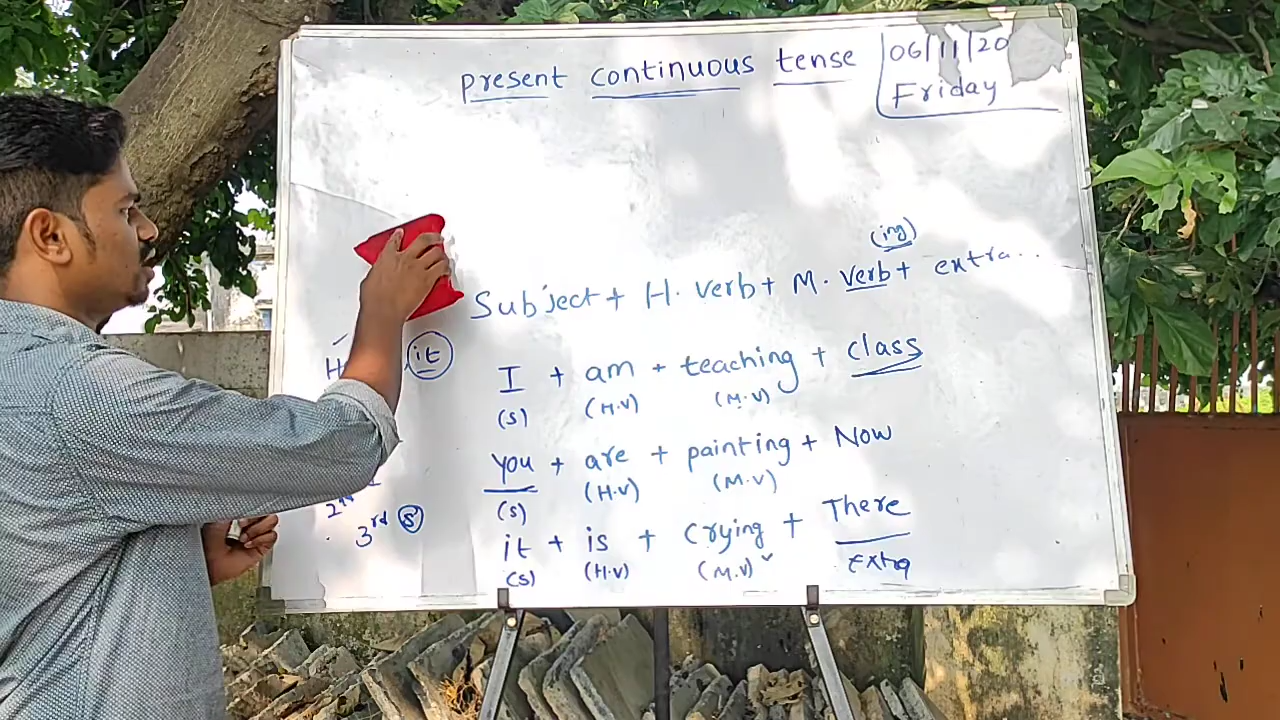 present continuous tense
06/11/20
Friday
(ing)
Subject + H. verb + M. verb + extra...
it
I + am + teaching + class
(S) (H.V) (M.V)
you + are + painting + Now
(S) (H.V) (M.V)
it + is + Crying + There
(S) (H.V) (M.V) Extra
2nd
3rd S